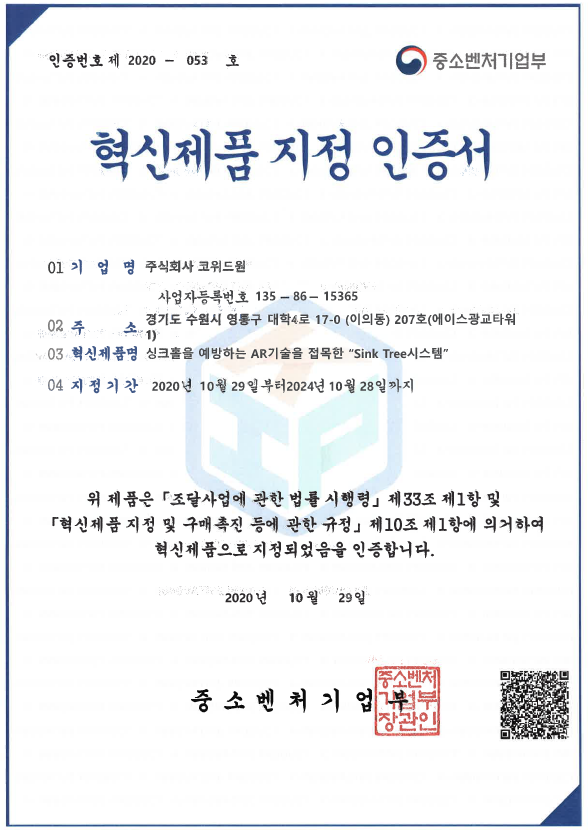 인증번호 제 2020 - 053 호
중소벤처기업부
혁신제품 지정 인증서
01 기 업 명 주식회사 코위드원
사업자등록번호 135 - 86 - 15365
02 주 소 경기도 수원시 영통구 대학4로 17-0 (이의동) 207호(에이스광교타워
1)
03 혁신제품명 싱크홀을 예방하는 AR기술을 접목한 "Sink Tree시스템"
04 지정기간 2020년 10월 29일부터2024년 10월 28일까지
위 제품은 「조달사업에 관한 법률 시행령」 제33조 제1항 및
「혁신제품 지정 및 구매촉진 등에 관한 규정」 제10조 제1항에 의거하여
혁신제품으로 지정되었음을 인증합니다.
2020년 10월 29일
중소벤처기업부
중소벤처
기업부
장관인